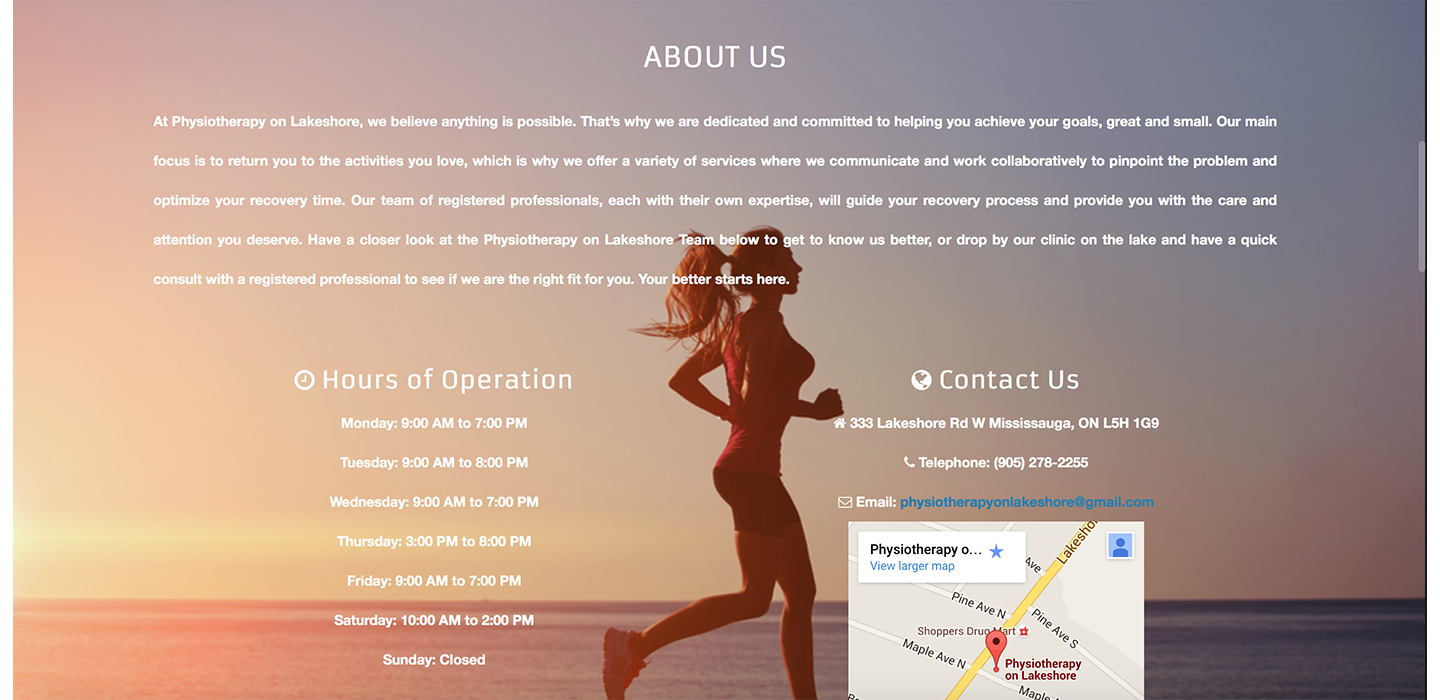 ABOUT US
At Physiotherapy on Lakeshore, we believe anything is possible. That's why we are dedicated and committed to helping you achieve your goals, great and small. Our main
focus is to return you to the activities you love, which is why we offer a variety of services where we communicate and work collaboratively to pinpoint the problem and
optimize your recovery time. Our team of registered professionals, each with their own expertise, will guide your recovery process and provide you with the care and
attention you deserve. Have a closer look at the Physiotherapy on Lakeshore Team below to get to know us better, or drop by our clinic on the lake and have a quick
consult with a registered professional to see if we are the right fit for you. Your better starts here.
Hours of Operation
Monday: 9:00 AM to 7:00 PM
Tuesday: 9:00 AM to 8:00 PM
Wednesday: 9:00 AM to 7:00 PM
Thursday: 3:00 PM to 8:00 PM
Friday: 9:00 AM to 7:00 PM
Saturday: 10:00 AM to 2:00 PM
Sunday: Closed
Contact Us
333 Lakeshore Rd W Mississauga, ON L5H 1G9
Telephone: (905) 278-2255
Email: physiotherapyonlakeshore@gmail.com
Physiotherapy o...
View larger map
Lakesho
Ave
Pine Ave N
Pine Ave S
Shoppers Drug Mart
Maple Ave N
Physiotherapy
on Lakeshore
Maple